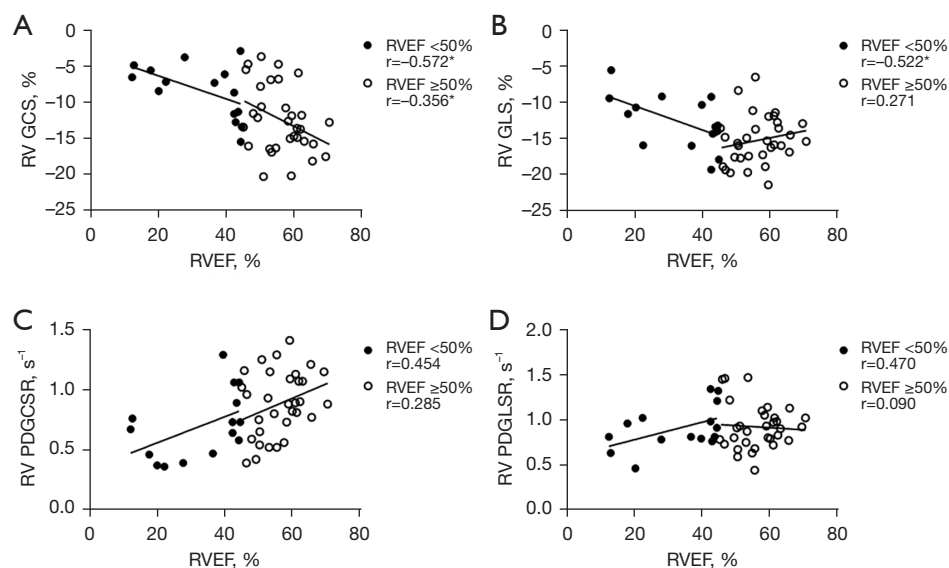 A
RV GCS, %
0
–5
–10
–15
–20
–25
0 20 40 60 80
RVEF, %
RVEF <50%
r=–0.572*
RVEF ≥50%
r=–0.356*
B
RV GLS, %
0
–5
–10
–15
–20
–25
0 20 40 60 80
RVEF, %
RVEF <50%
r=–0.522*
RVEF ≥50%
r=0.271
C
RV PDGCSR, s⁻¹
1.5
1.0
0.5
0.0
0 20 40 60 80
RVEF, %
RVEF <50%
r=0.454
RVEF ≥50%
r=0.285
D
RV PDGLSR, s⁻¹
2.0
1.5
1.0
0.5
0.0
0 20 40 60 80
RVEF, %
RVEF <50%
r=0.470
RVEF ≥50%
r=0.090